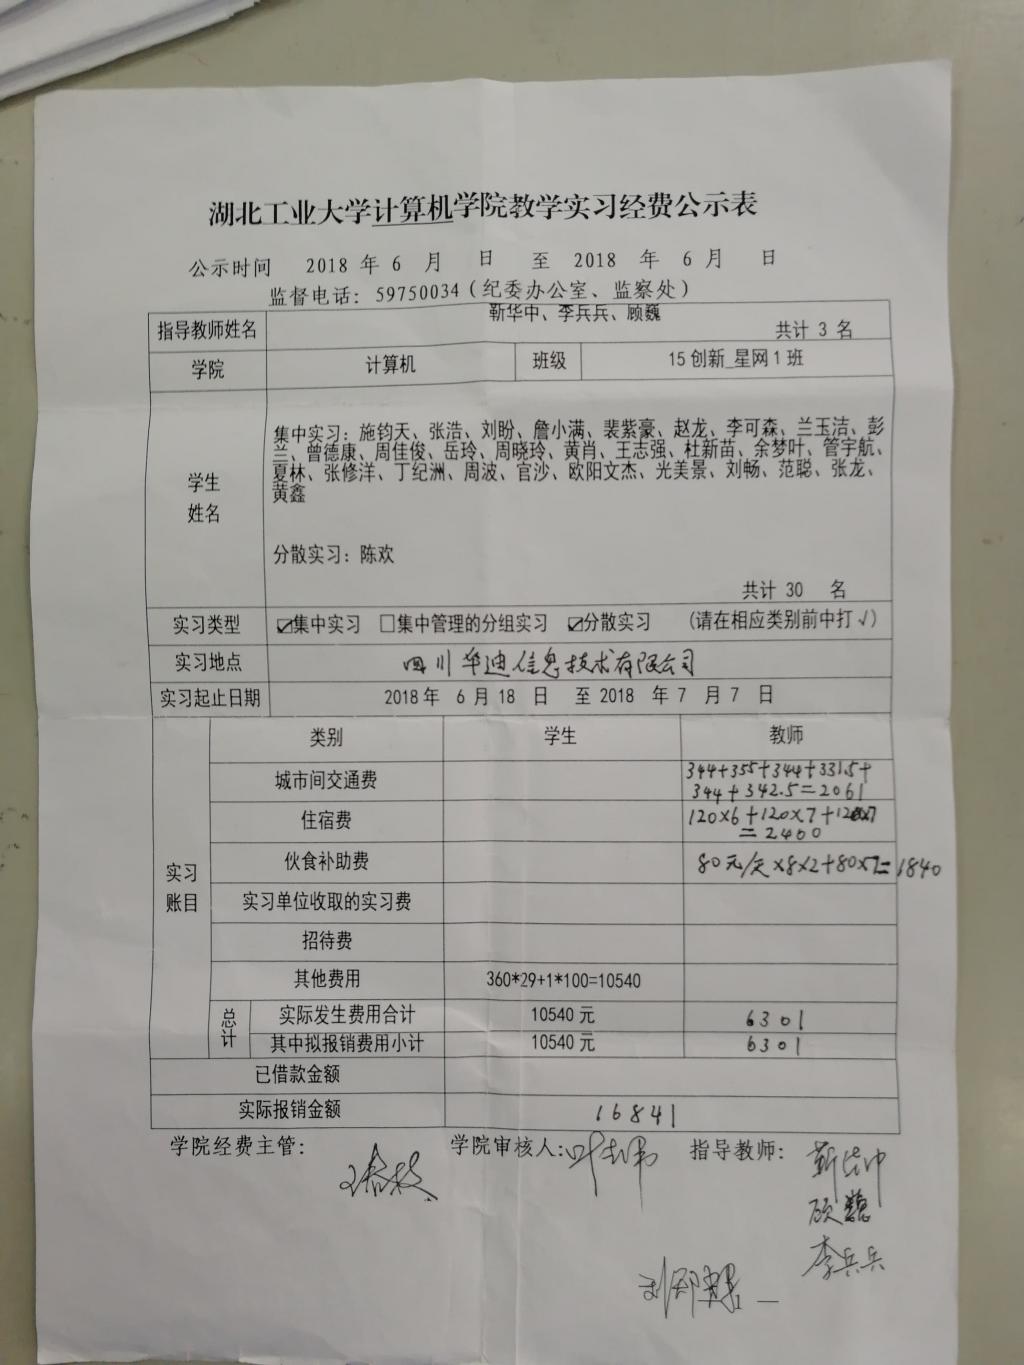 湖北工业大学计算机学院教学实习经费公示表
公示时间 2018 年 6 月 日 至 2018 年 6 月 日
监督电话：59750034（纪委办公室、监察处）
指导教师姓名 靳华中、李兵兵、顾巍 共计 3 名
学院 计算机 班级 15创新_星网1班
学生姓名
集中实习：施钧天、张浩、刘盼、詹小满、裴紫豪、赵龙、李可森、兰玉洁、彭
兰、曾德康、周佳俊、岳玲、周晓玲、黄肖、王志强、杜新苗、余梦叶、管宇航、
夏林、张修洋、丁纪洲、周波、官沙、欧阳文杰、光美景、刘畅、范聪、张龙、
黄鑫
分散实习：陈欢
共计 30 名
实习类型 ☑集中实习 □集中管理的分组实习 ☑分散实习 （请在相应类别前中打√）
实习地点 四川华迪信息技术有限公司
实习起止日期 2018年 6月18 日 至2018 年7 月7 日
实习账目
类别 学生 教师
城市间交通费 344+355+344+331.5+
344+342.5=2061
住宿费 120×6+120×7+120×7
=2400
伙食补助费 80元/天×8×2+80×7=1840
实习单位收取的实习费
招待费
其他费用 360*29+1*100=10540
总计
实际发生费用合计 10540 元 6301
其中拟报销费用小计 10540 元 6301
已借款金额
实际报销金额 16841
学院经费主管： 学院审核人：叶志伟 指导教师： 靳华中
顾巍
李兵兵